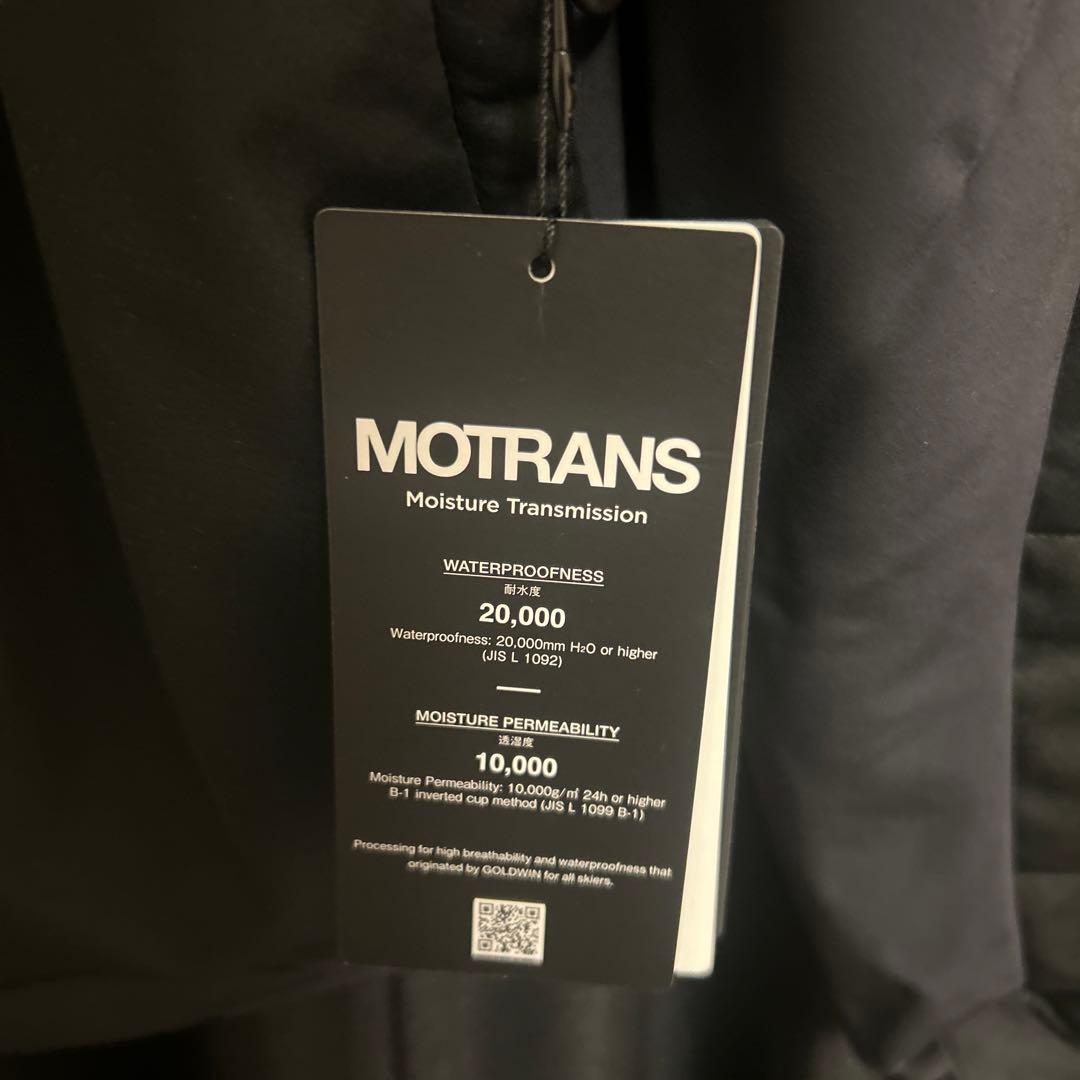 MOTRANS
Moisture Transmission
WATERPROOFNESS
耐水度
20,000
Waterproofness: 20,000mm H₂O or higher
(JIS L 1092)
MOISTURE PERMEABILITY
透湿度
10,000
Moisture Permeability: 10,000g/㎡ 24h or higher
B-1 inverted cup method (JIS L 1099 B-1)
Processing for high breathability and waterproofness that
originated by GOLDWIN for all skiers.